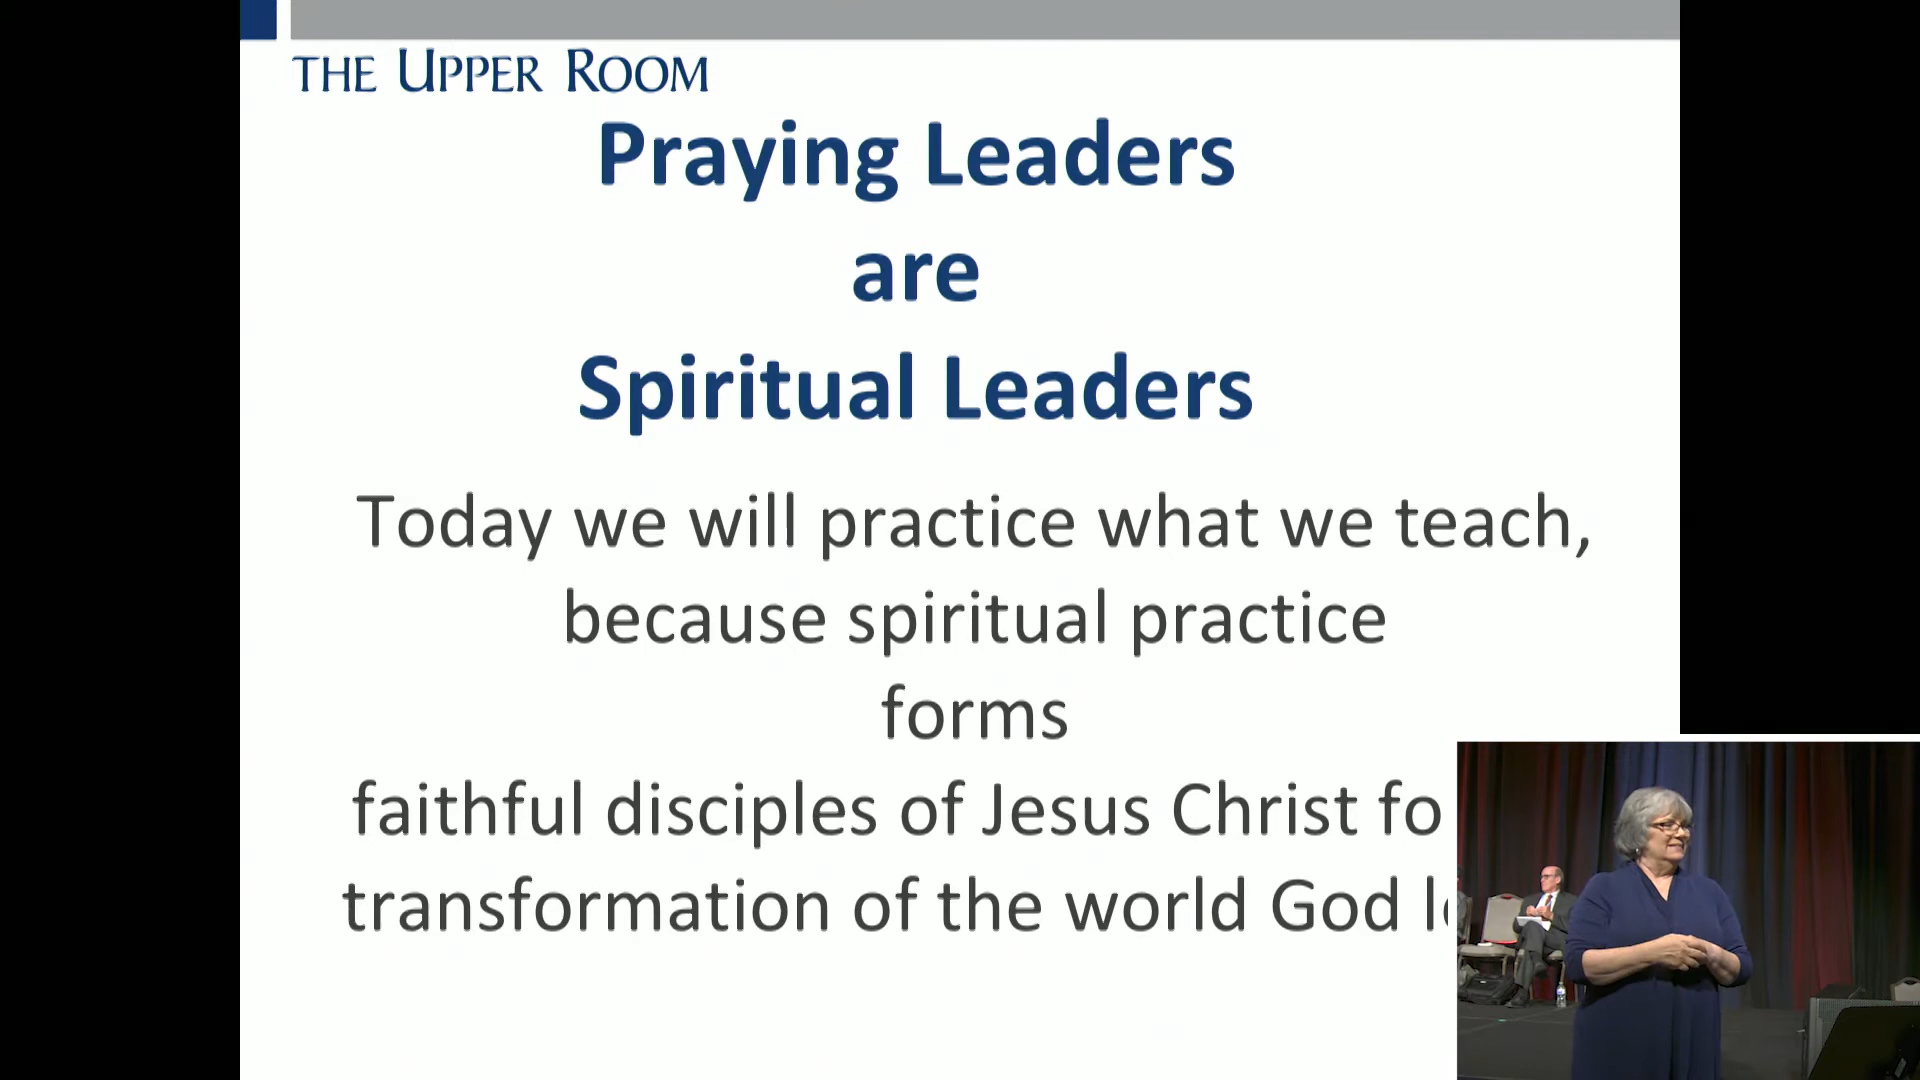 THE UPPER ROOM
Praying Leaders
are
Spiritual Leaders
Today we will practice what we teach,
because spiritual practice
forms
faithful disciples of Jesus Christ fo
transformation of the world God